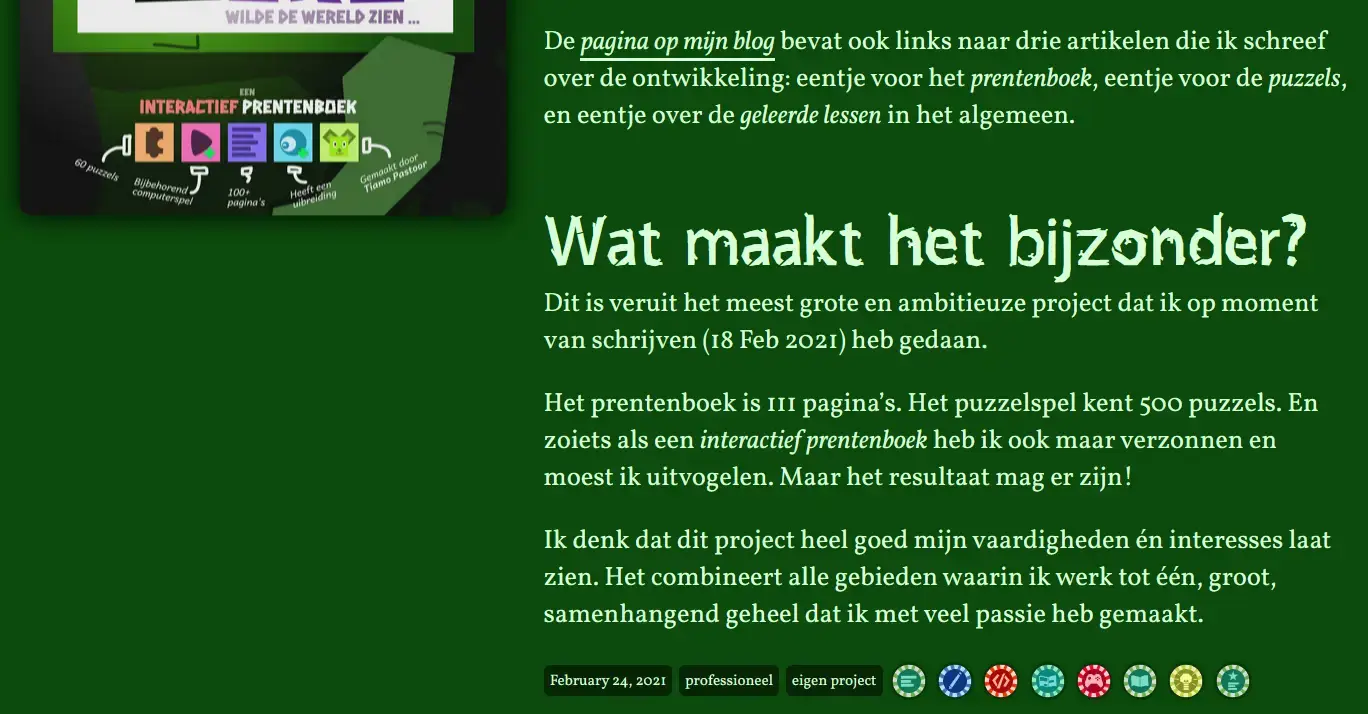 WILDE DE WERELD ZIEN ...
EEN
INTERACTIEF PRENTENBOEK
60 puzzels
Bijbehorend
computerspel
100+
pagina's
Heeft een
uibreiding
Gemaakt door
Tiamo Pastoor
De pagina op mijn blog bevat ook links naar drie artikelen die ik schreef
over de ontwikkeling: eentje voor het prentenboek, eentje voor de puzzels,
en eentje over de geleerde lessen in het algemeen.
Wat maakt het bijzonder?
Dit is veruit het meest grote en ambitieuze project dat ik op moment
van schrijven (18 Feb 2021) heb gedaan.
Het prentenboek is 111 pagina's. Het puzzelspel kent 500 puzzels. En
zoiets als een interactief prentenboek heb ik ook maar verzonnen en
moest ik uitvogelen. Maar het resultaat mag er zijn!
Ik denk dat dit project heel goed mijn vaardigheden én interesses laat
zien. Het combineert alle gebieden waarin ik werk tot één, groot,
samenhangend geheel dat ik met veel passie heb gemaakt.
February 24, 2021 professioneel eigen project